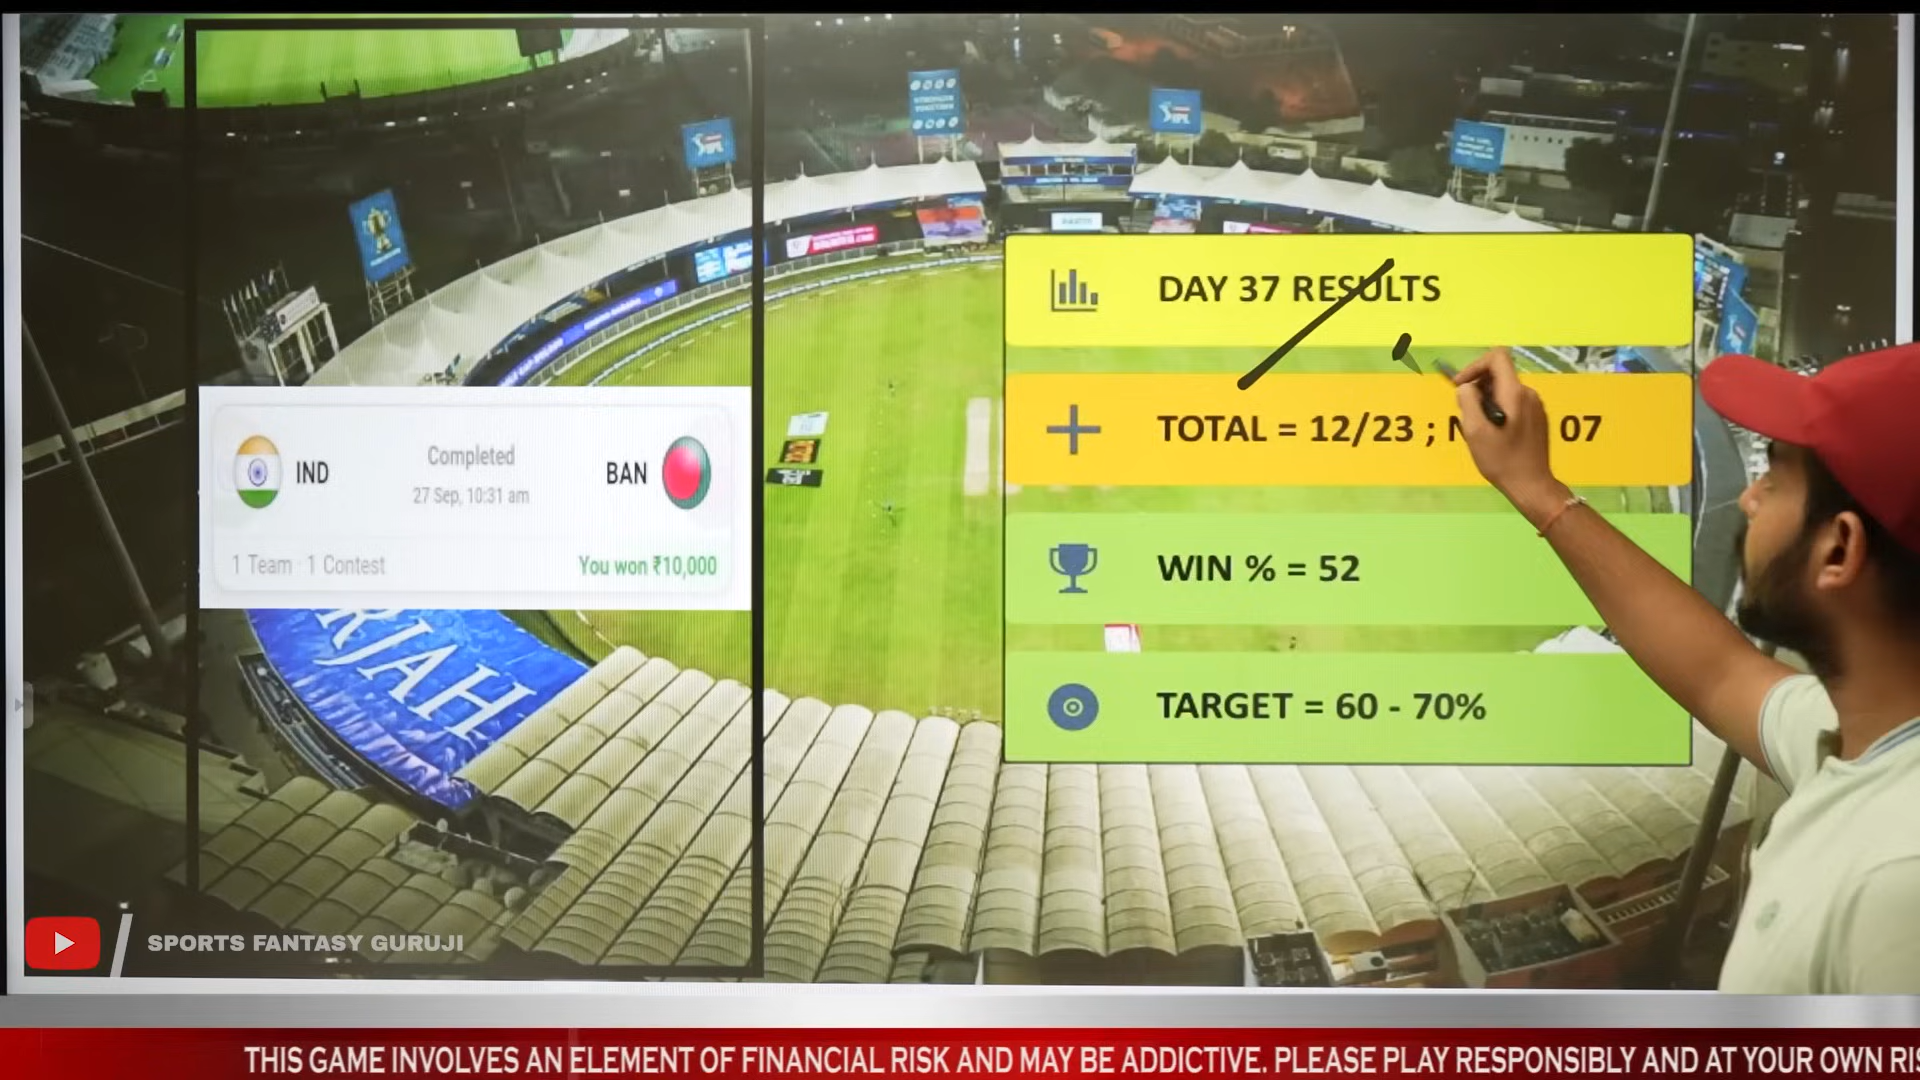 IPL
IPL
DAY 37 RESULTS
TOTAL = 12/23 ; N 07
WIN % = 52
TARGET = 60 - 70%
IND
Completed
27 Sep, 10:31 am
BAN
1 Team · 1 Contest
You won ₹10,000
RJAH
SPORTS FANTASY GURUJI
THIS GAME INVOLVES AN ELEMENT OF FINANCIAL RISK AND MAY BE ADDICTIVE. PLEASE PLAY RESPONSIBLY AND AT YOUR OWN RIS